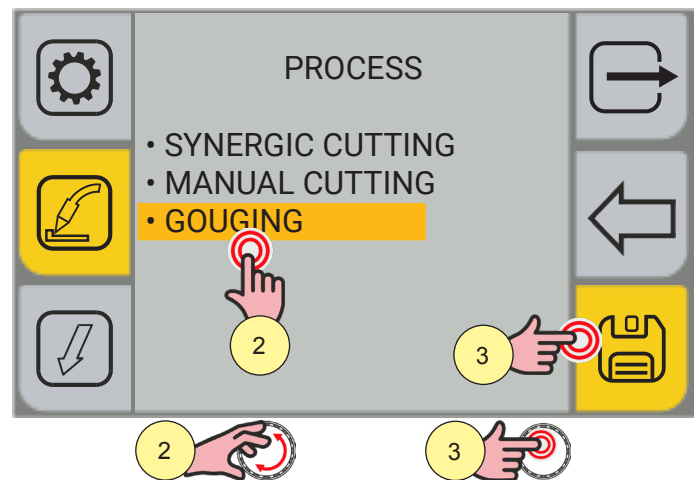 PROCESS
• SYNERGIC CUTTING
• MANUAL CUTTING
• GOUGING
2
3
2
3